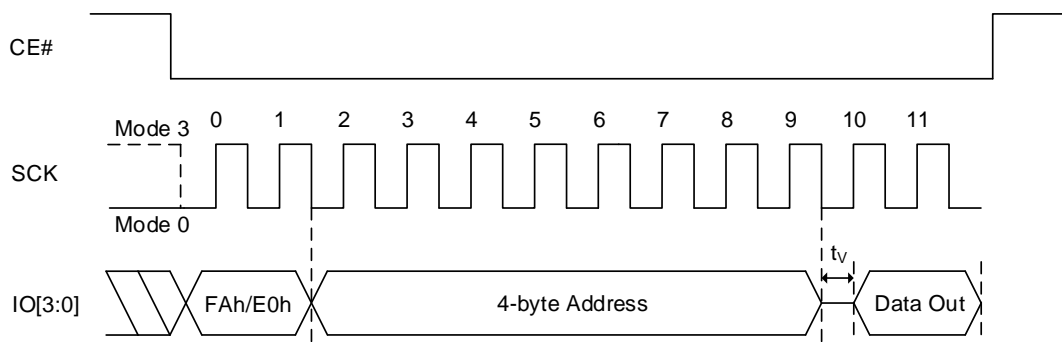 CE#
Mode 3
0 1 2 3 4 5 6 7 8 9 10 11
SCK
Mode 0
tV
IO[3:0]
FAh/E0h
4-byte Address
Data Out